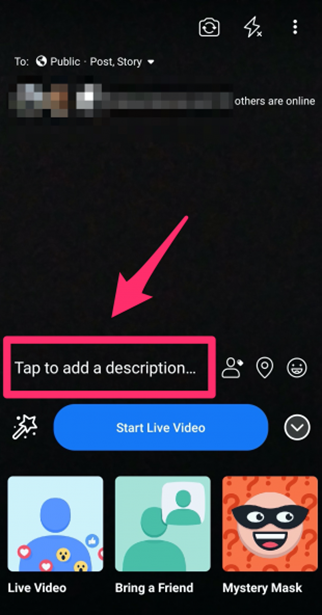 To: Public · Post, Story
others are online
Tap to add a description...
Start Live Video
Live Video
Bring a Friend
Mystery Mask